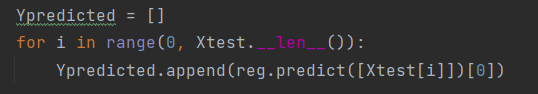 Ypredicted = []
for i in range(0, Xtest.__len__()):
    Ypredicted.append(reg.predict([Xtest[i]])[0])